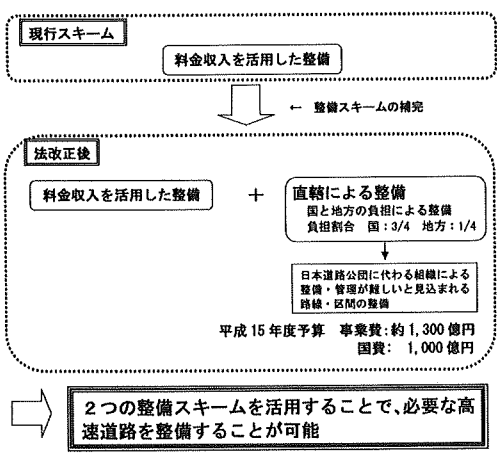 現行スキーム
料金収入を活用した整備
← 整備スキームの補完
法改正後
料金収入を活用した整備
+
直轄による整備
国と地方の負担による整備
負担割合 国:3/4 地方:1/4
日本道路公団に代わる組織による
整備・管理が難しいと見込まれる
路線・区間の整備
平成15年度予算 事業費:約1,300億円
国費: 1,000億円
2つの整備スキームを活用することで、必要な高
速道路を整備することが可能